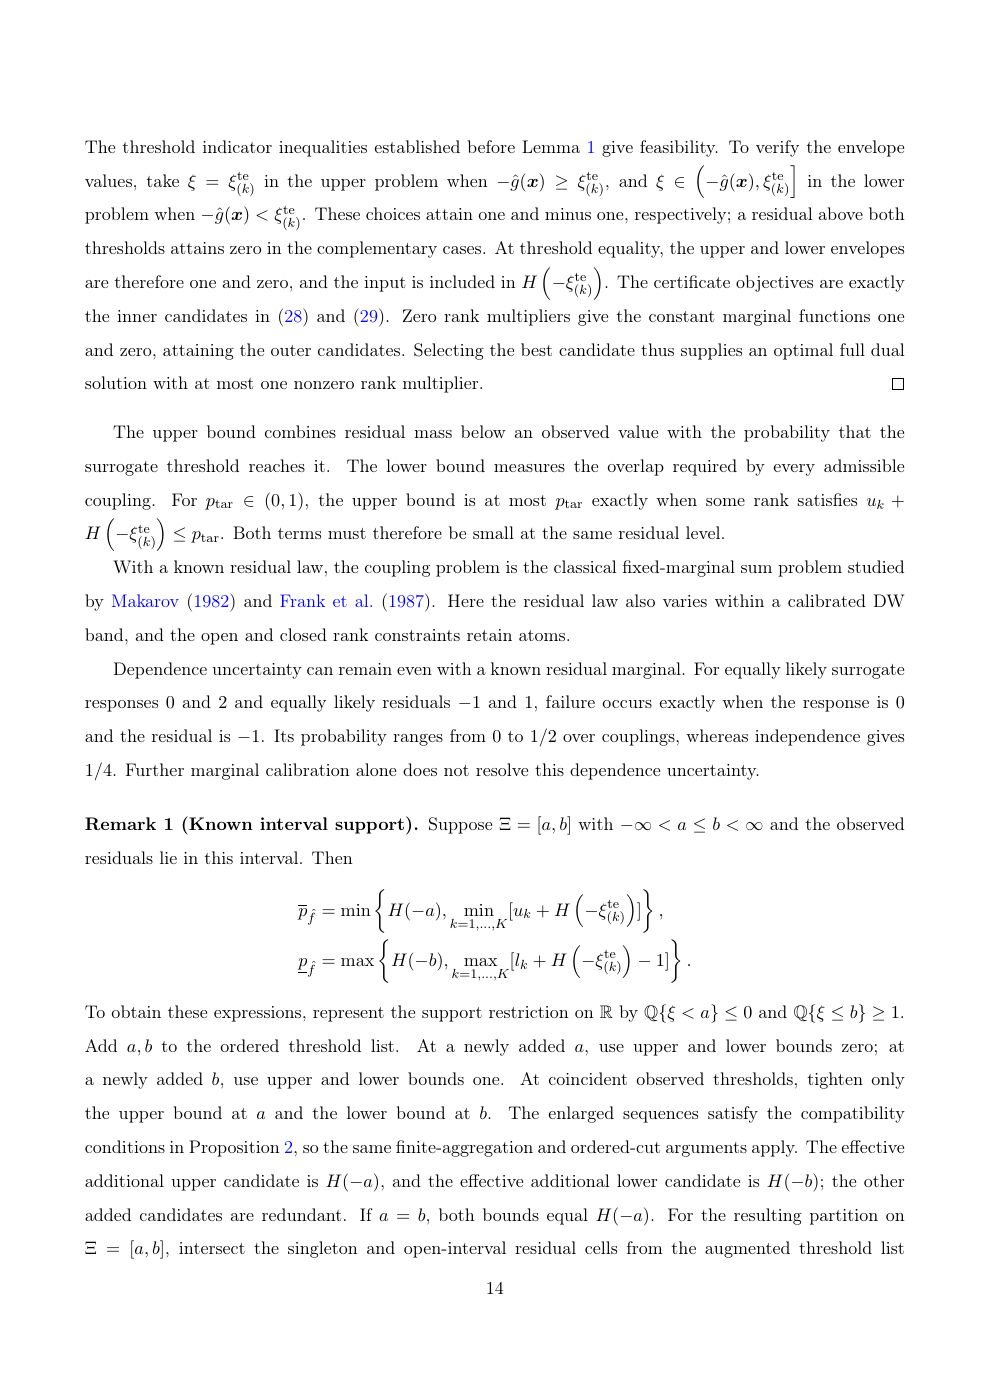 The threshold indicator inequalities established before Lemma 1 give feasibility. To verify the envelope
values, take ξ = ξ^te_(k) in the upper problem when −ĝ(x) ≥ ξ^te_(k), and ξ ∈ (−ĝ(x), ξ^te_(k)] in the lower
problem when −ĝ(x) < ξ^te_(k). These choices attain one and minus one, respectively; a residual above both
thresholds attains zero in the complementary cases. At threshold equality, the upper and lower envelopes
are therefore one and zero, and the input is included in H(−ξ^te_(k)). The certificate objectives are exactly
the inner candidates in (28) and (29). Zero rank multipliers give the constant marginal functions one
and zero, attaining the outer candidates. Selecting the best candidate thus supplies an optimal full dual
solution with at most one nonzero rank multiplier. □
The upper bound combines residual mass below an observed value with the probability that the
surrogate threshold reaches it. The lower bound measures the overlap required by every admissible
coupling. For p_tar ∈ (0, 1), the upper bound is at most p_tar exactly when some rank satisfies u_k +
H(−ξ^te_(k)) ≤ p_tar. Both terms must therefore be small at the same residual level.
With a known residual law, the coupling problem is the classical fixed-marginal sum problem studied
by Makarov (1982) and Frank et al. (1987). Here the residual law also varies within a calibrated DW
band, and the open and closed rank constraints retain atoms.
Dependence uncertainty can remain even with a known residual marginal. For equally likely surrogate
responses 0 and 2 and equally likely residuals −1 and 1, failure occurs exactly when the response is 0
and the residual is −1. Its probability ranges from 0 to 1/2 over couplings, whereas independence gives
1/4. Further marginal calibration alone does not resolve this dependence uncertainty.
Remark 1 (Known interval support). Suppose Ξ = [a, b] with −∞ < a ≤ b < ∞ and the observed
residuals lie in this interval. Then
p̅_f̂ = min{H(−a), min_{k=1,...,K}[u_k + H(−ξ^te_(k))]},
p̲_f̂ = max{H(−b), max_{k=1,...,K}[l_k + H(−ξ^te_(k)) − 1]}.
To obtain these expressions, represent the support restriction on ℝ by ℚ{ξ < a} ≤ 0 and ℚ{ξ ≤ b} ≥ 1.
Add a, b to the ordered threshold list. At a newly added a, use upper and lower bounds zero; at
a newly added b, use upper and lower bounds one. At coincident observed thresholds, tighten only
the upper bound at a and the lower bound at b. The enlarged sequences satisfy the compatibility
conditions in Proposition 2, so the same finite-aggregation and ordered-cut arguments apply. The effective
additional upper candidate is H(−a), and the effective additional lower candidate is H(−b); the other
added candidates are redundant. If a = b, both bounds equal H(−a). For the resulting partition on
Ξ = [a, b], intersect the singleton and open-interval residual cells from the augmented threshold list
14